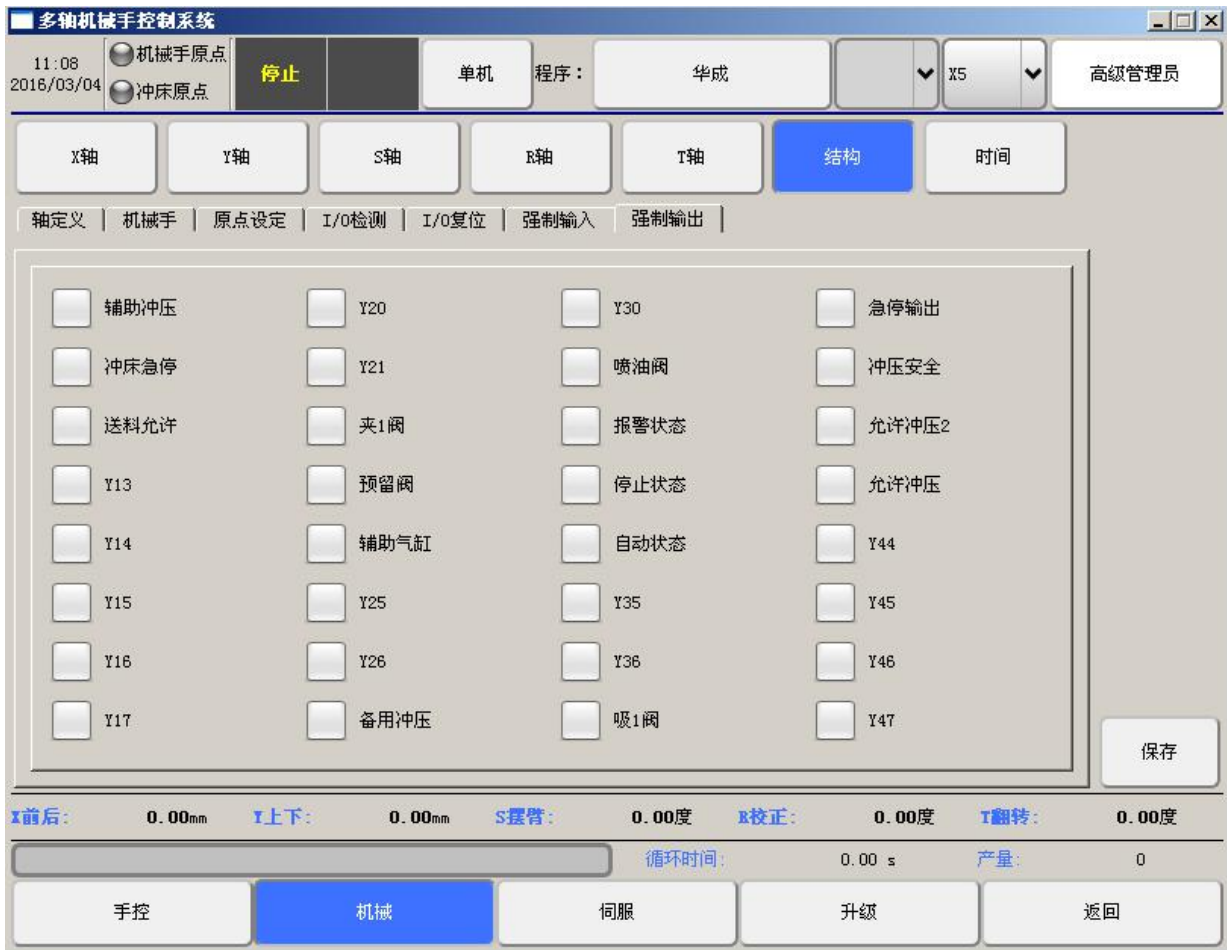 多轴机械手控制系统
11:08 机械手原点 停止 单机 程序： 华成 X5 高级管理员
2016/03/04 冲床原点
X轴 Y轴 S轴 R轴 T轴 结构 时间
轴定义 机械手 原点设定 I/O检测 I/O复位 强制输入 强制输出
辅助冲压 Y20 Y30 急停输出
冲床急停 Y21 喷油阀 冲压安全
送料允许 夹1阀 报警状态 允许冲压2
Y13 预留阀 停止状态 允许冲压
Y14 辅助气缸 自动状态 Y44
Y15 Y25 Y35 Y45
Y16 Y26 Y36 Y46
Y17 备用冲压 吸1阀 Y47
保存
X前后: 0.00mm Y上下: 0.00mm S摆臂: 0.00度 R校正: 0.00度 T翻转: 0.00度
循环时间: 0.00 s 产量: 0
手控 机械 伺服 升级 返回